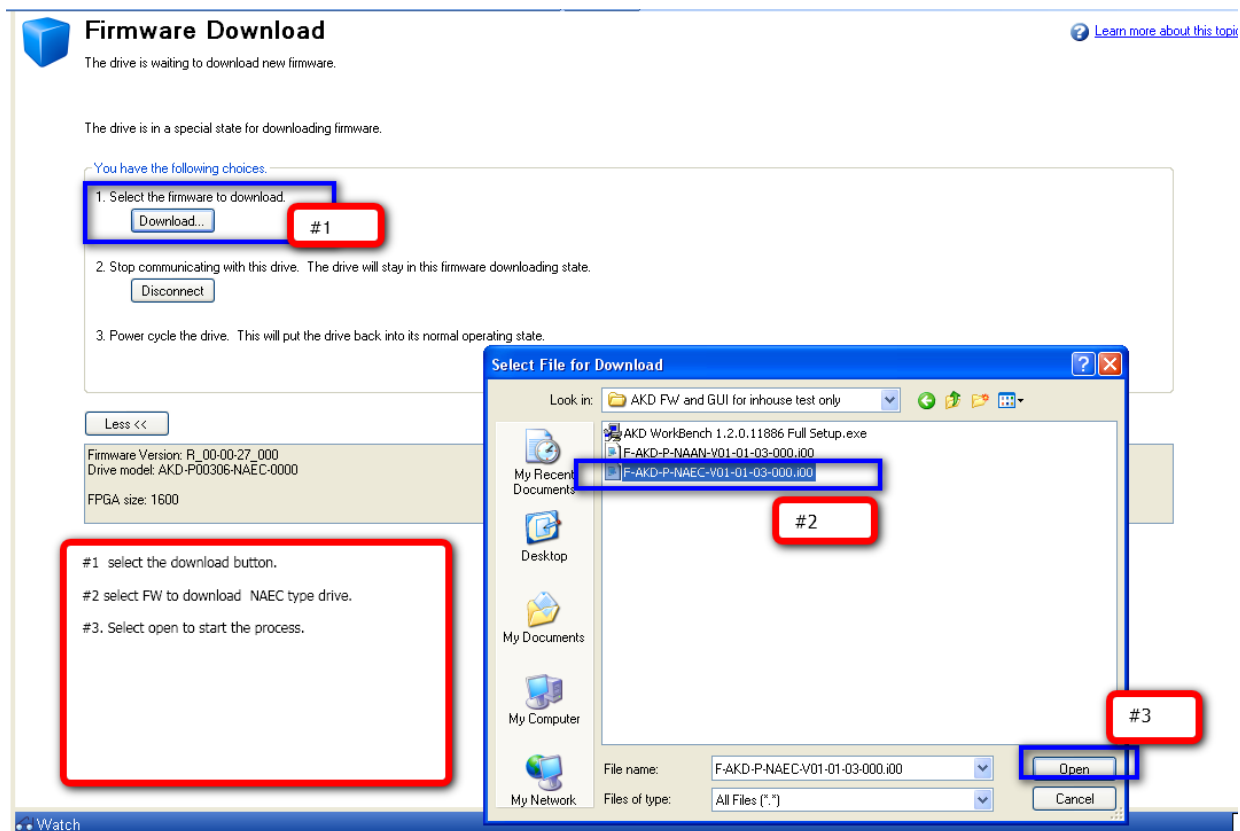 Firmware Download
Learn more about this topic
The drive is waiting to download new firmware.
The drive is in a special state for downloading firmware.
You have the following choices.
1. Select the firmware to download.
Download...
#1
2. Stop communicating with this drive. The drive will stay in this firmware downloading state.
Disconnect
3. Power cycle the drive. This will put the drive back into its normal operating state.
Less <<
Firmware Version: R_00-00-27_000
Drive model: AKD-P00306-NAEC-0000
FPGA size: 1600
#1 select the download button.
#2 select FW to download NAEC type drive.
#3. Select open to start the process.
Select File for Download
Look in:
AKD FW and GUI for inhouse test only
My Recent
Documents
Desktop
My Documents
My Computer
My Network
AKD WorkBench 1.2.0.11886 Full Setup.exe
F-AKD-P-NAAN-V01-01-03-000.i00
F-AKD-P-NAEC-V01-01-03-000.i00
#2
#3
File name:
F-AKD-P-NAEC-V01-01-03-000.i00
Open
Files of type:
All Files (*.*)
Cancel
Watch